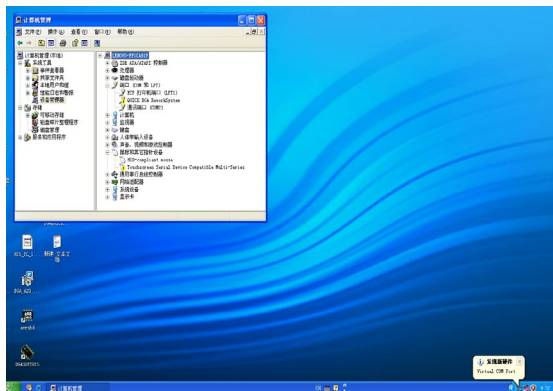 计算机管理
文件(F) 操作(A) 查看(V) 窗口(W) 帮助(H)
计算机管理(本地)
系统工具
事件查看器
共享文件夹
本地用户和组
性能日志和警报
设备管理器
存储
可移动存储
磁盘碎片整理程序
磁盘管理
服务和应用程序
IDE ATA/ATAPI 控制器
处理器
磁盘驱动器
端口 (COM 和 LPT)
ECP 打印机端口 (LPT1)
QUICK BGA ReworkSystem
通讯端口 (COM1)
计算机
监视器
键盘
人体学输入设备
声音、视频和游戏控制器
鼠标和其它指针设备
HID-compliant mouse
Touchscreen Serial Device Compatible Multi-Series
通用串行总线控制器
网络适配器
系统设备
显示卡
新建 文本文档
发现新硬件
Virtual COM Port
计算机管理